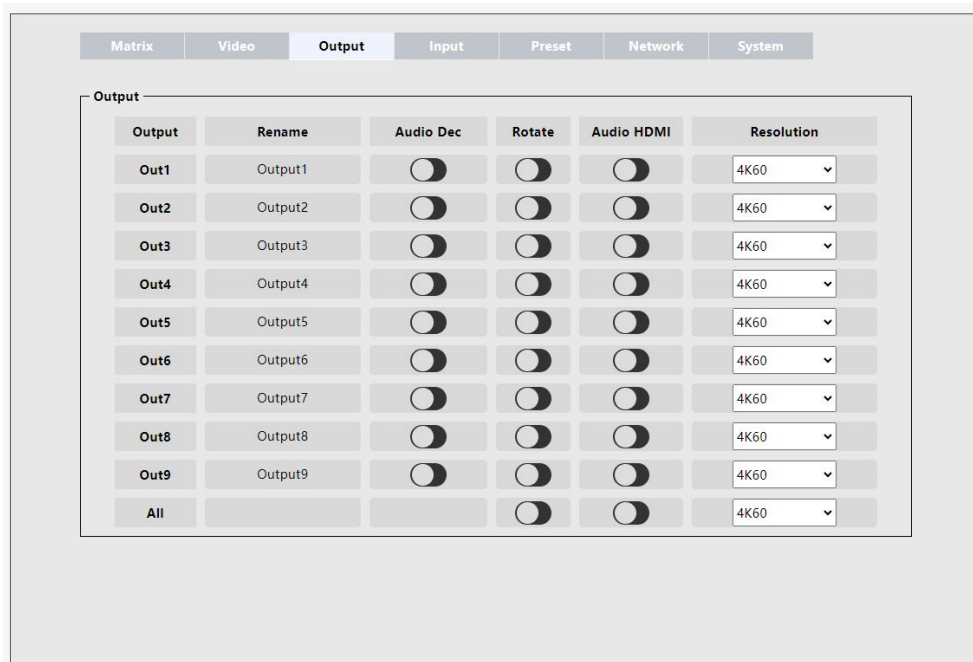 Matrix Video Output Input Preset Network System
Output
Output Rename Audio Dec Rotate Audio HDMI Resolution
Out1 Output1 4K60
Out2 Output2 4K60
Out3 Output3 4K60
Out4 Output4 4K60
Out5 Output5 4K60
Out6 Output6 4K60
Out7 Output7 4K60
Out8 Output8 4K60
Out9 Output9 4K60
All 4K60